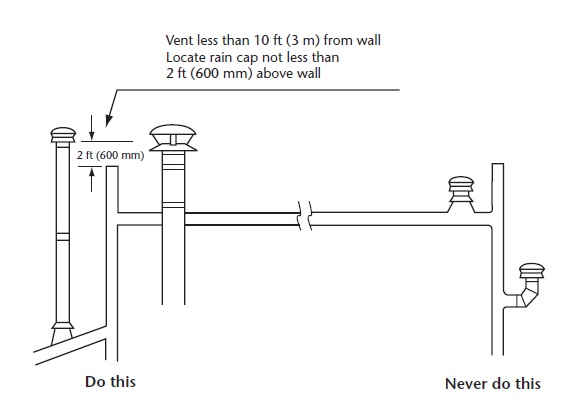 Vent less than 10 ft (3 m) from wall
Locate rain cap not less than
2 ft (600 mm) above wall
2 ft (600 mm)
Do this
Never do this